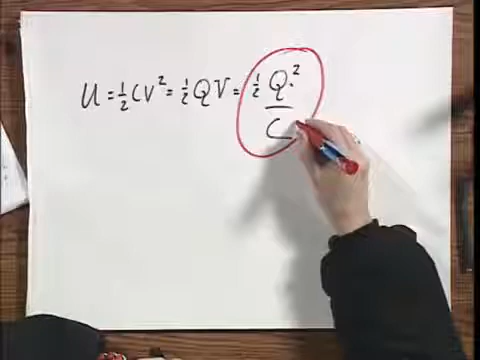 U = ½CV² = ½QV = ½ Q²/C